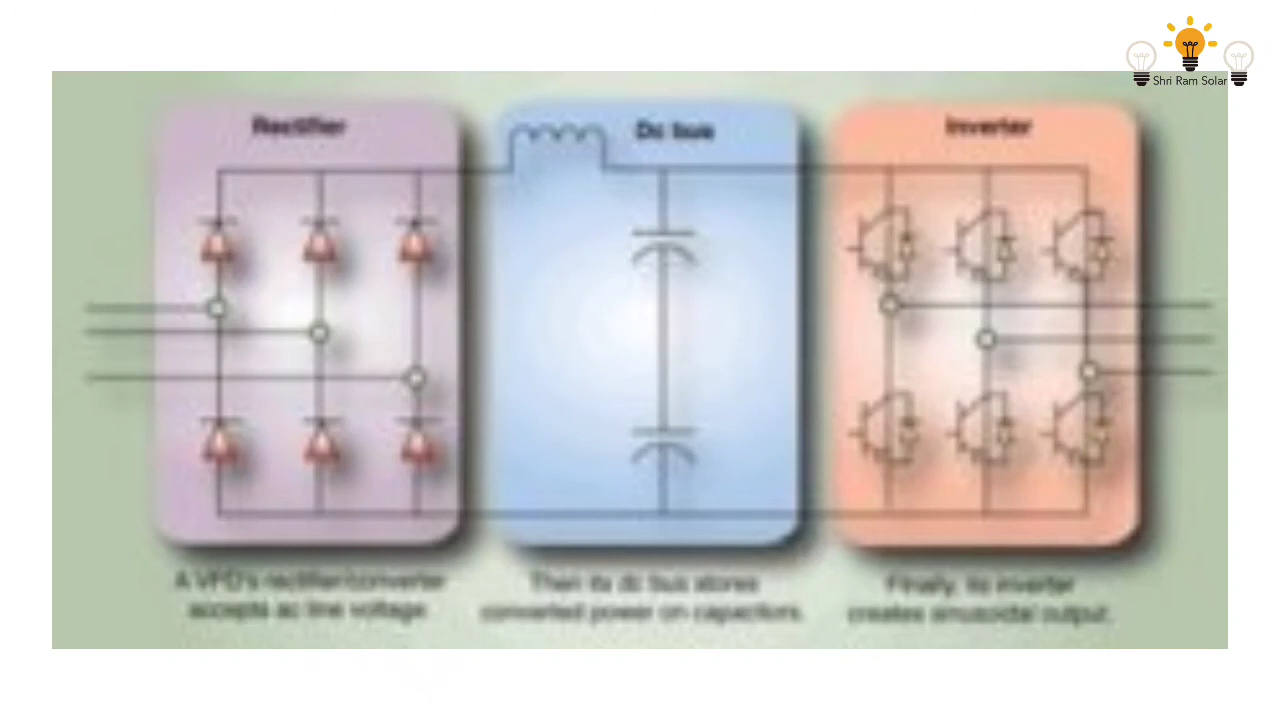 Shri Ram Solar
Rectifier
Dc bus
Inverter
A VFD's rectifier/converter
accepts ac line voltage.
Then its dc bus stores
converted power on capacitors.
Finally, its inverter
creates sinusoidal output.